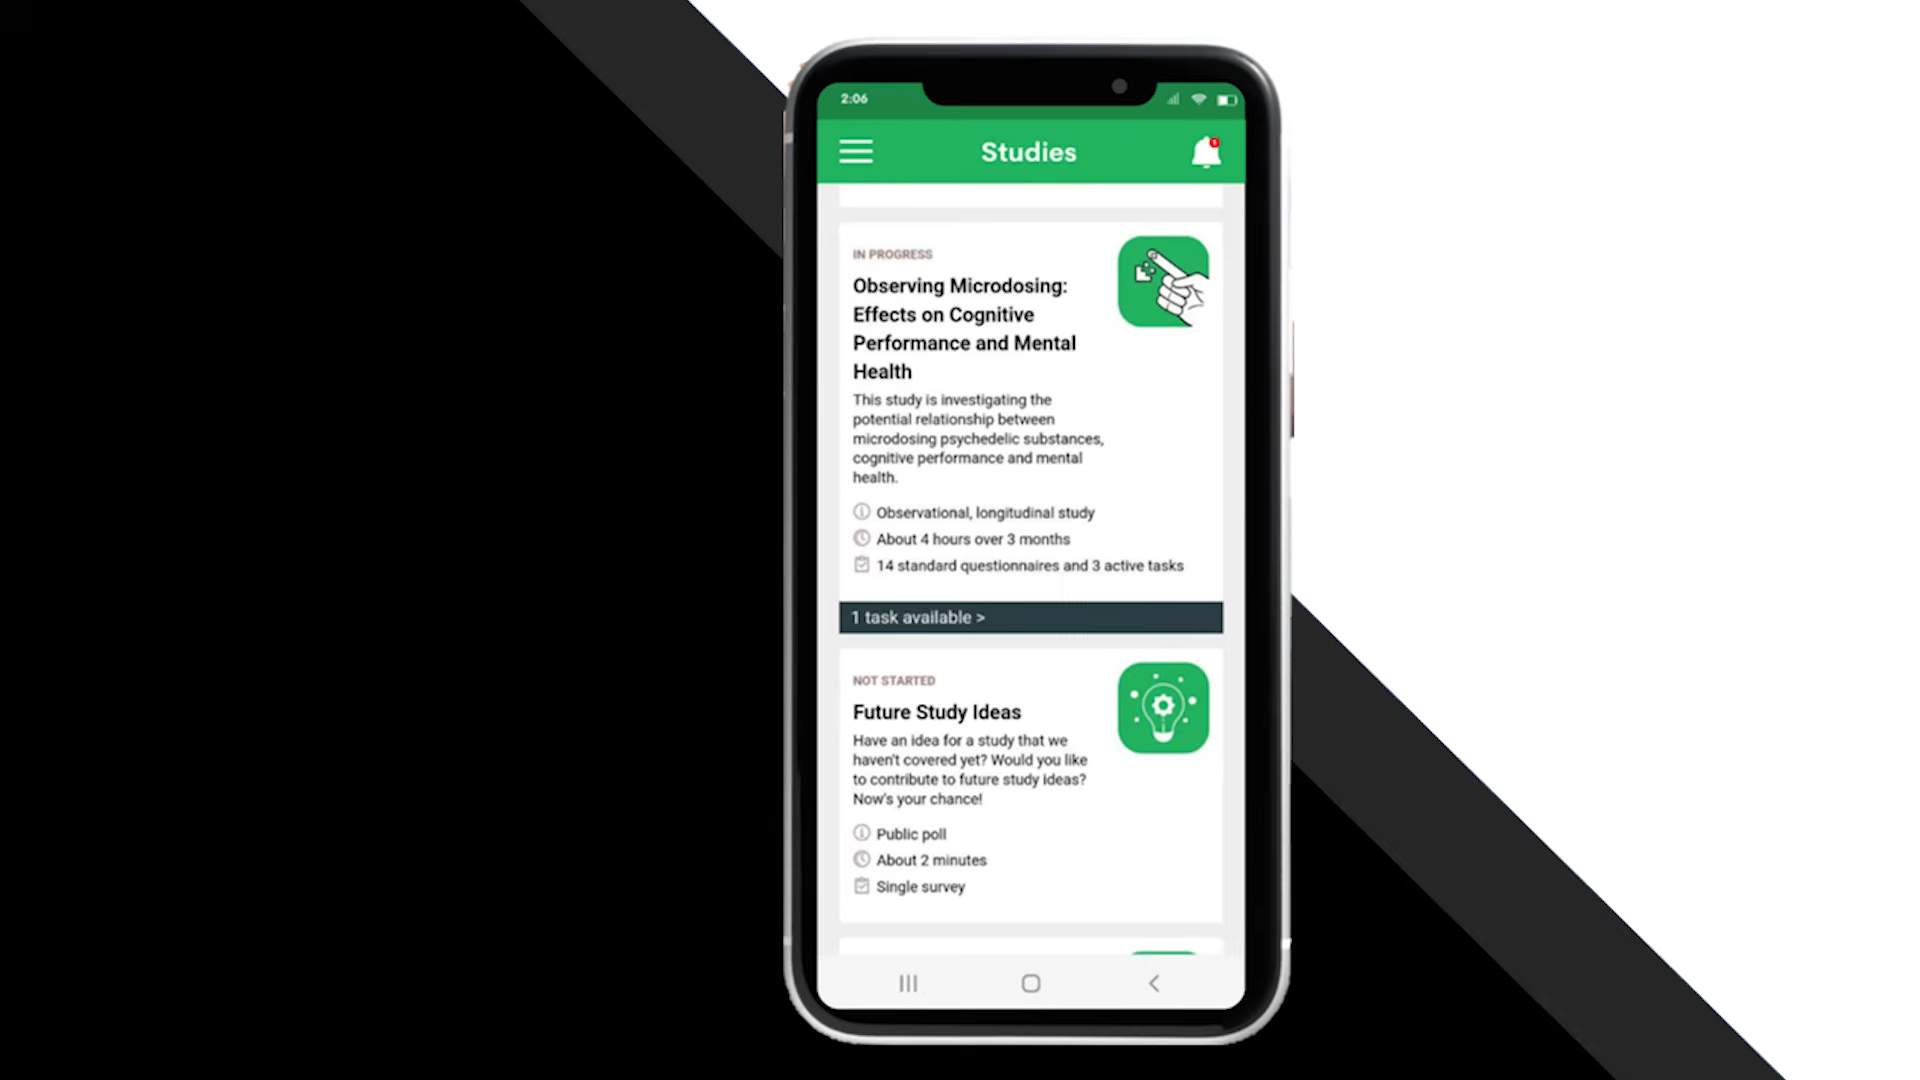 2:06
Studies
IN PROGRESS
Observing Microdosing:
Effects on Cognitive
Performance and Mental
Health
This study is investigating the
potential relationship between
microdosing psychedelic substances,
cognitive performance and mental
health.
Observational, longitudinal study
About 4 hours over 3 months
14 standard questionnaires and 3 active tasks
1 task available >
NOT STARTED
Future Study Ideas
Have an idea for a study that we
haven't covered yet? Would you like
to contribute to future study ideas?
Now's your chance!
Public poll
About 2 minutes
Single survey